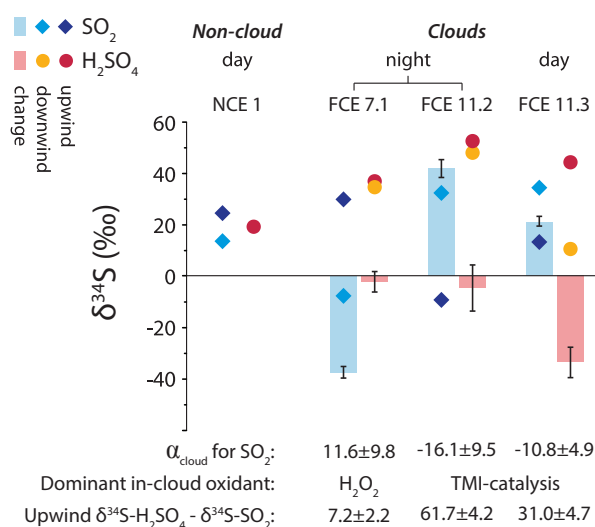 Non-cloud Clouds
SO₂
H₂SO₄
day night day
upwind
downwind
change
NCE 1 FCE 7.1 FCE 11.2 FCE 11.3
60
40
20
0
-20
-40
δ³⁴S (‰)
α_cloud for SO₂: 11.6±9.8 -16.1±9.5 -10.8±4.9
Dominant in-cloud oxidant: H₂O₂ TMI-catalysis
Upwind δ³⁴S-H₂SO₄ - δ³⁴S-SO₂: 7.2±2.2 61.7±4.2 31.0±4.7